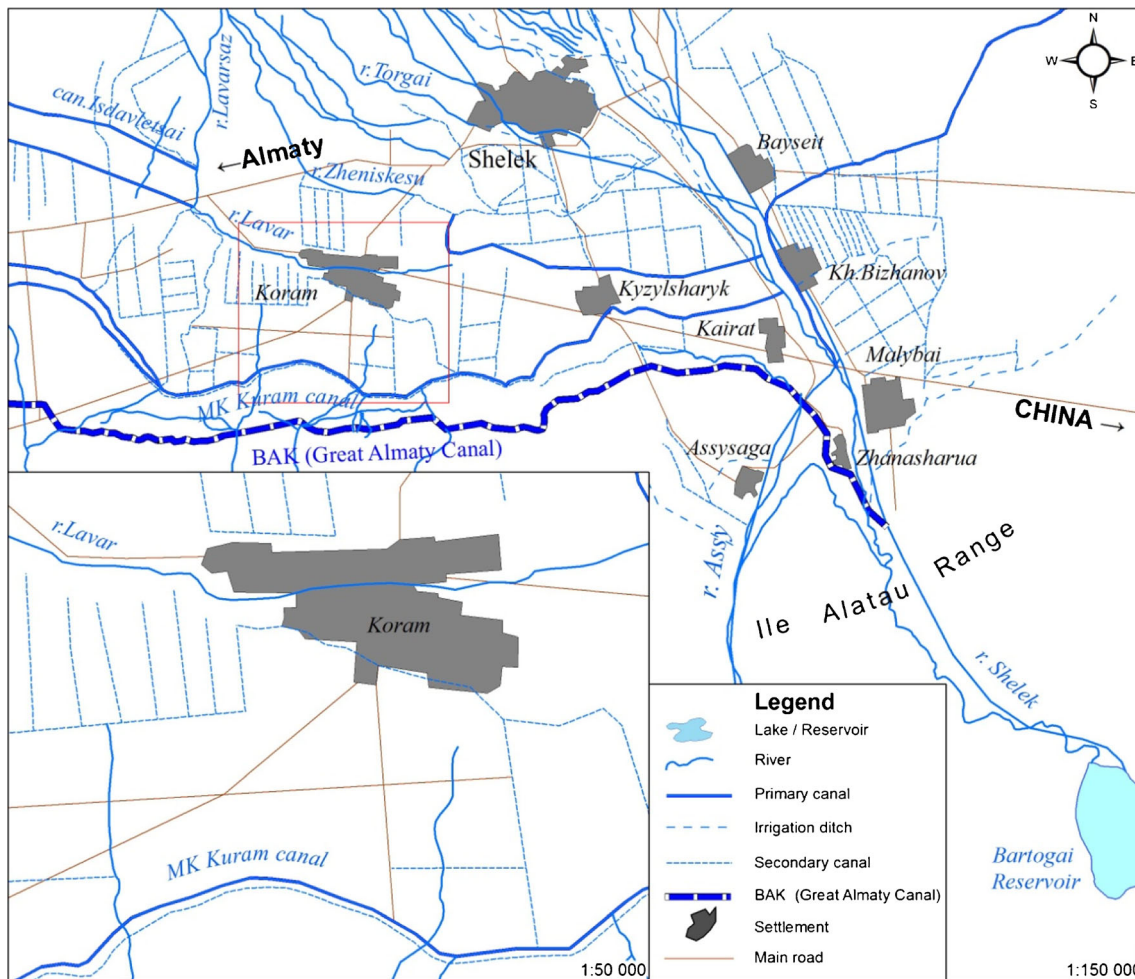 N
W
E
S
r.Torgai
can.Isdavletsai
r.Lavarsaz
←Almaty
Shelek
Bayseit
r.Zheniskesu
r.Lavar
Koram
Kyzylsharyk
Kh.Bizhanov
Kairat
Malybai
MK Kuram canal
CHINA →
BAK (Great Almaty Canal)
Assysaga
Zhanasharua
r. Assy
Ile Alatau Range
r. Shelek
Bartogai
Reservoir
r.Lavar
Koram
MK Kuram canal
1:50 000
Legend
Lake / Reservoir
River
Primary canal
Irrigation ditch
Secondary canal
BAK (Great Almaty Canal)
Settlement
Main road
1:150 000